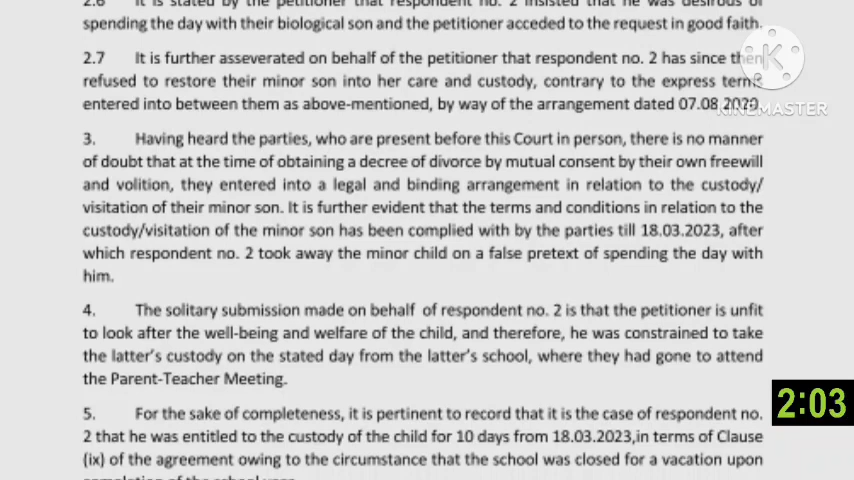 2.6 It is stated by the petitioner that respondent no. 2 insisted that he was desirous of
spending the day with their biological son and the petitioner acceded to the request in good faith.
2.7 It is further asseverated on behalf of the petitioner that respondent no. 2 has since then
refused to restore their minor son into her care and custody, contrary to the express terms
entered into between them as above-mentioned, by way of the arrangement dated 07.08.2020.
KINEMASTER
3. Having heard the parties, who are present before this Court in person, there is no manner
of doubt that at the time of obtaining a decree of divorce by mutual consent by their own freewill
and volition, they entered into a legal and binding arrangement in relation to the custody/
visitation of their minor son. It is further evident that the terms and conditions in relation to the
custody/visitation of the minor son has been complied with by the parties till 18.03.2023, after
which respondent no. 2 took away the minor child on a false pretext of spending the day with
him.
4. The solitary submission made on behalf of respondent no. 2 is that the petitioner is unfit
to look after the well-being and welfare of the child, and therefore, he was constrained to take
the latter's custody on the stated day from the latter's school, where they had gone to attend
the Parent-Teacher Meeting.
2:03
5. For the sake of completeness, it is pertinent to record that it is the case of respondent no.
2 that he was entitled to the custody of the child for 10 days from 18.03.2023,in terms of Clause
(ix) of the agreement owing to the circumstance that the school was closed for a vacation upon
completion of the school year.